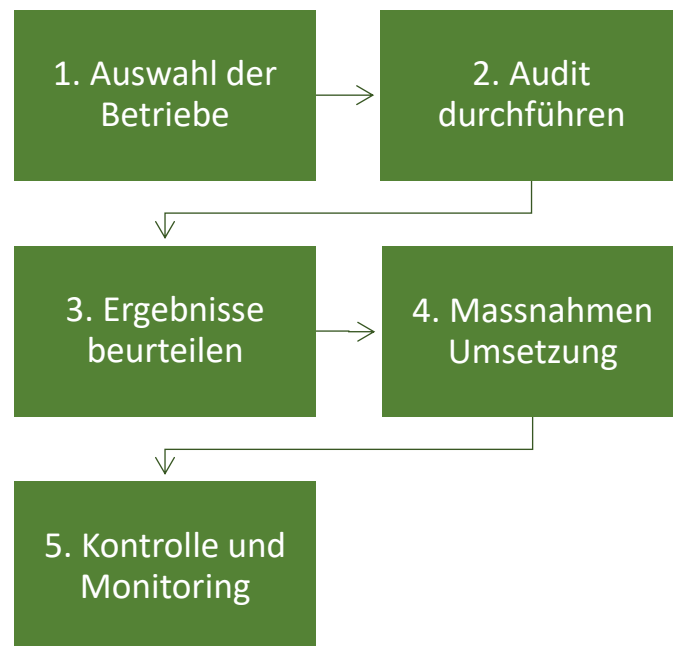 1. Auswahl der
Betriebe
2. Audit
durchführen
3. Ergebnisse
beurteilen
4. Massnahmen
Umsetzung
5. Kontrolle und
Monitoring